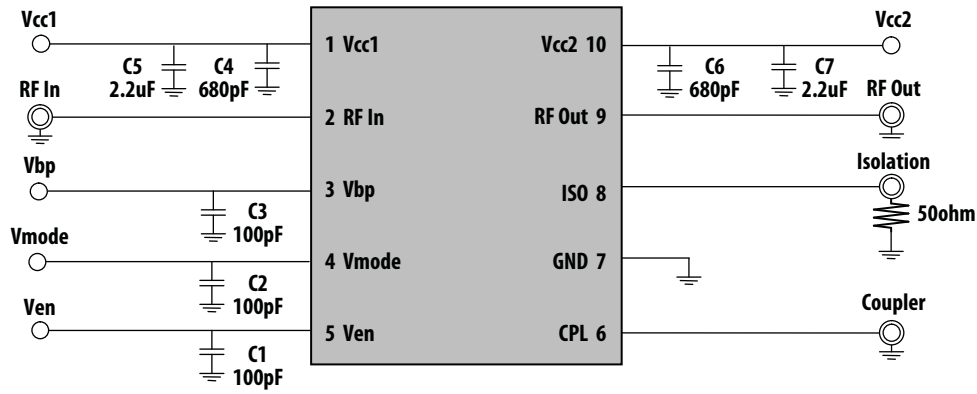 Vcc1
1 Vcc1
C5
2.2uF
C4
680pF
RF In
2 RF In
Vbp
3 Vbp
C3
100pF
Vmode
4 Vmode
C2
100pF
Ven
5 Ven
C1
100pF
Vcc2
Vcc2 10
C6
680pF
C7
2.2uF
RF Out
RF Out 9
Isolation
ISO 8
50ohm
GND 7
Coupler
CPL 6